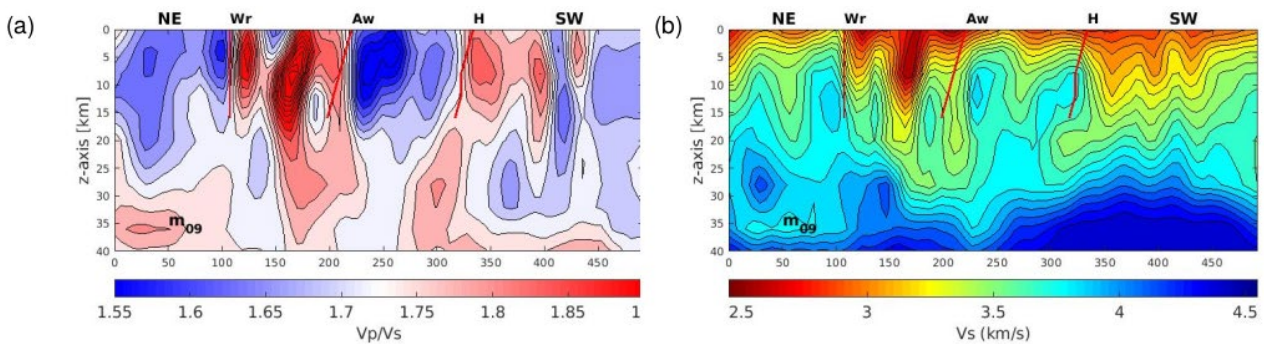 (a)
NE Wr Aw H SW
z-axis [km]
0
5
10
15
20
25
30
35
40
m09
0 50 100 150 200 250 300 350 400 450
1.55 1.6 1.65 1.7 1.75 1.8 1.85 1
Vp/Vs
(b)
NE Wr Aw H SW
z-axis [km]
0
5
10
15
20
25
30
35
40
m09
0 50 100 150 200 250 300 350 400 450
2.5 3 3.5 4 4.5
Vs (km/s)